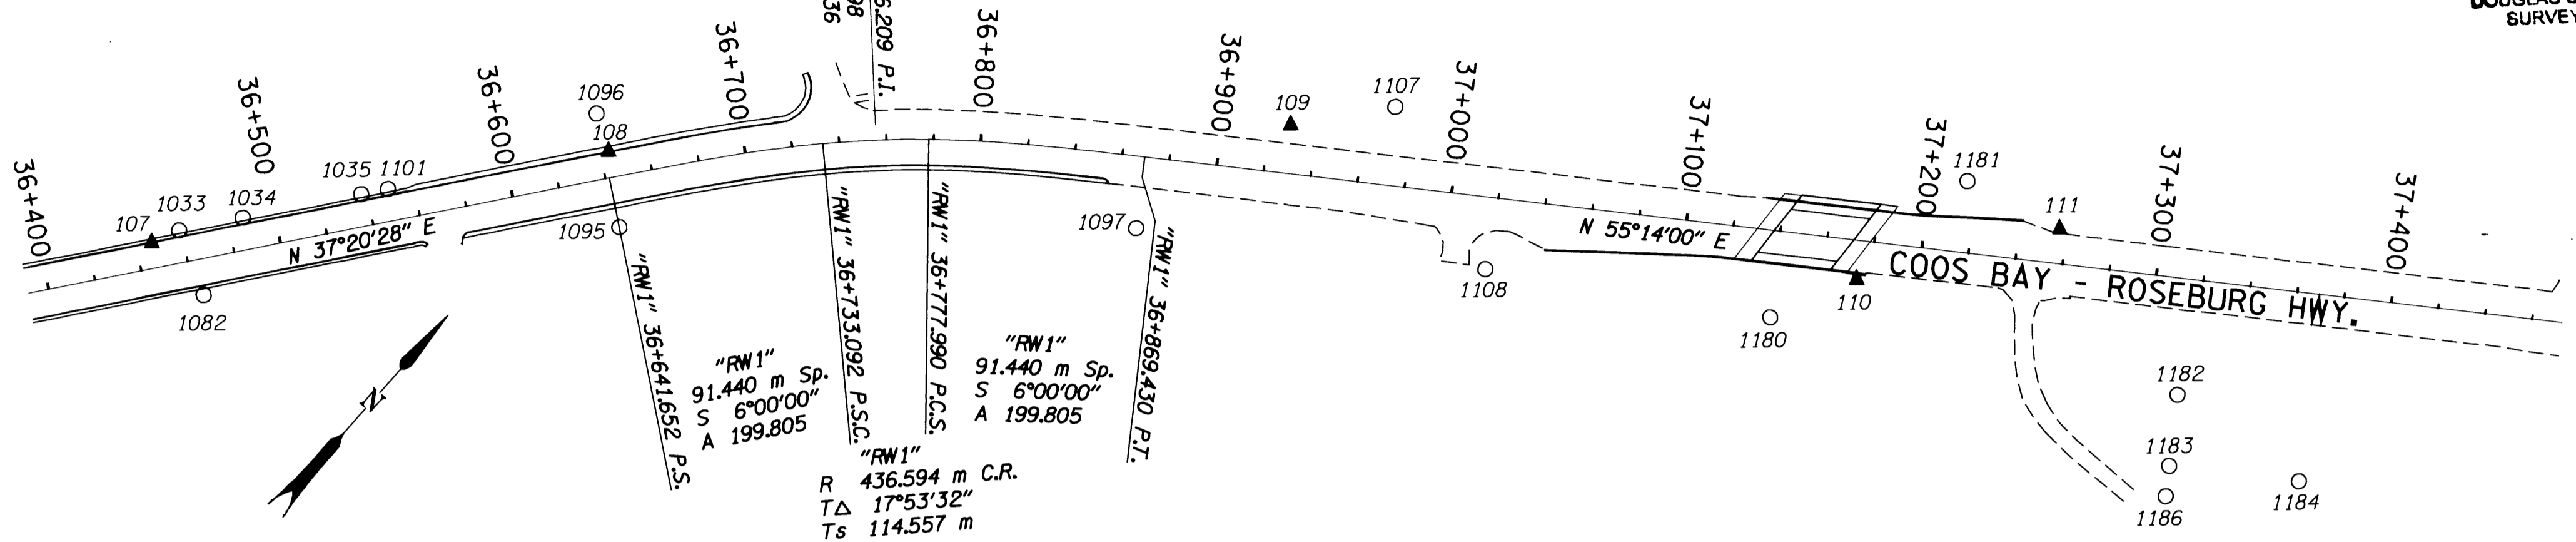 SURVEY
36
98
6.209 P.I.
36+400
36+500
36+600
36+700
36+800
36+900
37+000
37+100
37+200
37+300
37+400
107
1033
1034
1035
1101
1096
108
109
1107
1181
111
N 37°20'28" E
1082
1095
1097
1108
N 55°14'00" E
1180
110
COOS BAY - ROSEBURG HWY.
"RW1" 36+641.652 P.S.
"RW1"
91.440 m Sp.
S 6°00'00"
A 199.805
"RW1" 36+733.092 P.S.C.
"RW1" 36+777.990 P.C.S.
"RW1"
91.440 m Sp.
S 6°00'00"
A 199.805
"RW1" 36+869.430 P.T.
"RW1"
R 436.594 m C.R.
T△ 17°53'32"
Ts 114.557 m
N
1182
1183
1184
1186